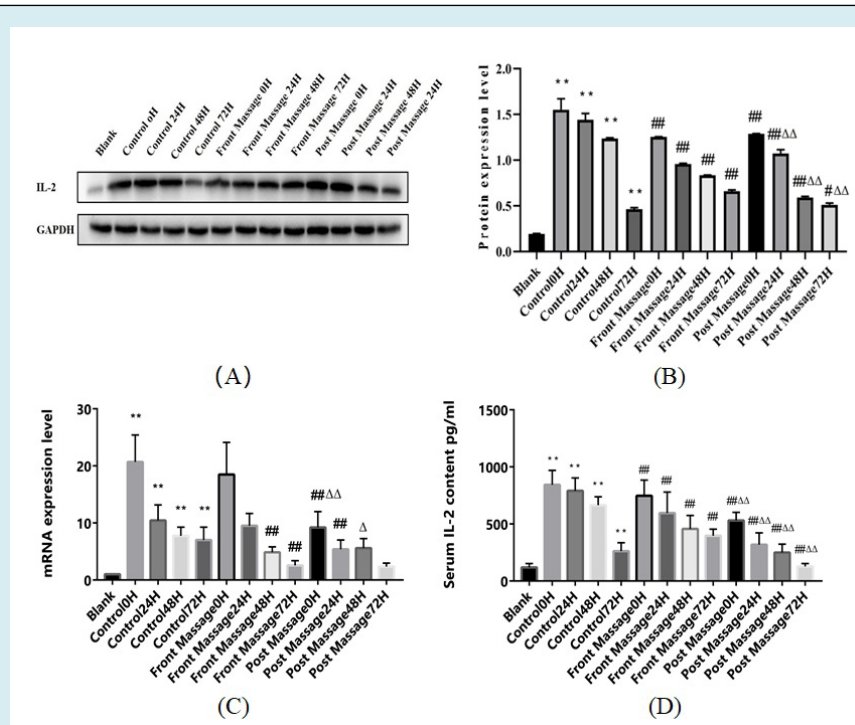 Blank
Control oH
Control 24H
Control 48H
Control 72H
Front Massage 0H
Front Massage 24H
Front Massage 48H
Front Massage 72H
Post Massage 0H
Post Massage 24H
Post Massage 48H
Post Massage 24H
IL-2
GAPDH
(A)
Protein expression level
2.0
1.5
1.0
0.5
0.0
** ** ** ** ## ## ## ## ## ##ΔΔ ##ΔΔ #ΔΔ
Blank
Control0H
Control24H
Control48H
Control72H
Front Massage0H
Front Massage24H
Front Massage48H
Front Massage72H
Post Massage0H
Post Massage24H
Post Massage48H
Post Massage72H
(B)
mRNA expression level
30
20
10
0
** ** ** ** ## ## ##ΔΔ ## Δ
Blank
Control0H
Control24H
Control48H
Control72H
Front Massage0H
Front Massage24H
Front Massage48H
Front Massage72H
Post Massage0H
Post Massage24H
Post Massage48H
Post Massage72H
(C)
Serum IL-2 content pg/ml
1500
1000
500
0
** ** ** ** ## ## ## ## ##ΔΔ ##ΔΔ ##ΔΔ ##ΔΔ
Blank
Control0H
Control24H
Control48H
Control72H
Front Massage0H
Front Massage24H
Front Massage48H
Front Massage72H
Post Massage0H
Post Massage24H
Post Massage48H
Post Massage72H
(D)